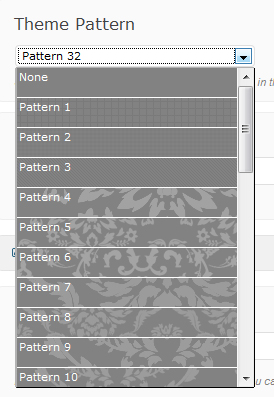 Theme Pattern
Pattern 32
None
in th
Pattern 1
Pattern 2
Pattern 3
Pattern 4
Pattern 5
Pattern 6
Pattern 7
Pattern 8
Pattern 9
Pattern 10
u ca